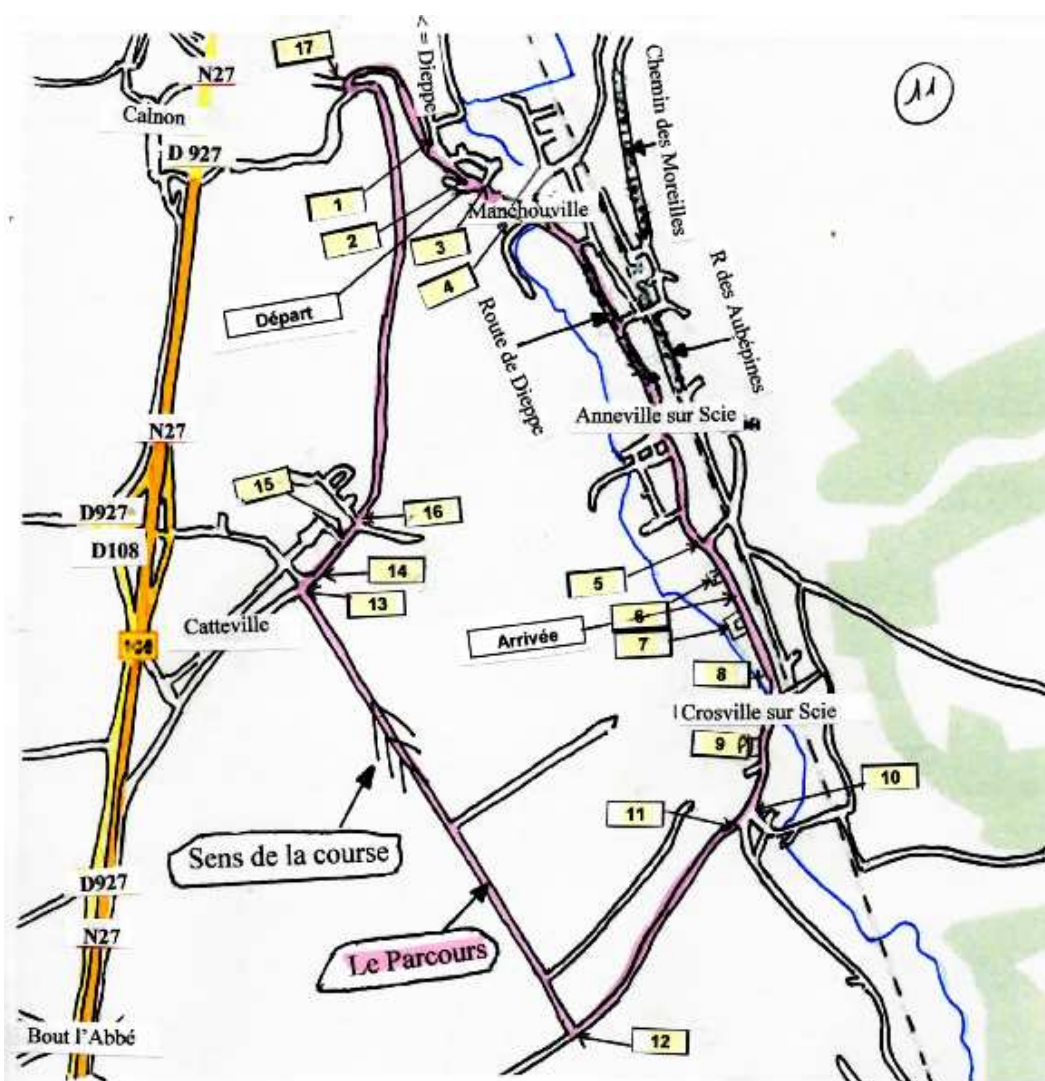 17
^ = Dieppe
N27
Calnon
D 927
Chemin des Moreilles
11
1
2
3
4
Manéhouville
Départ
Route de Dieppe
R des Aubépines
N27
Anneville sur Scie
15
16
D927
D108
14
13
5
6
Arrivée
7
Catteville
8
Crosville sur Scie
9
P
10
11
Sens de la course
D927
N27
Le Parcours
Bout l'Abbé
12